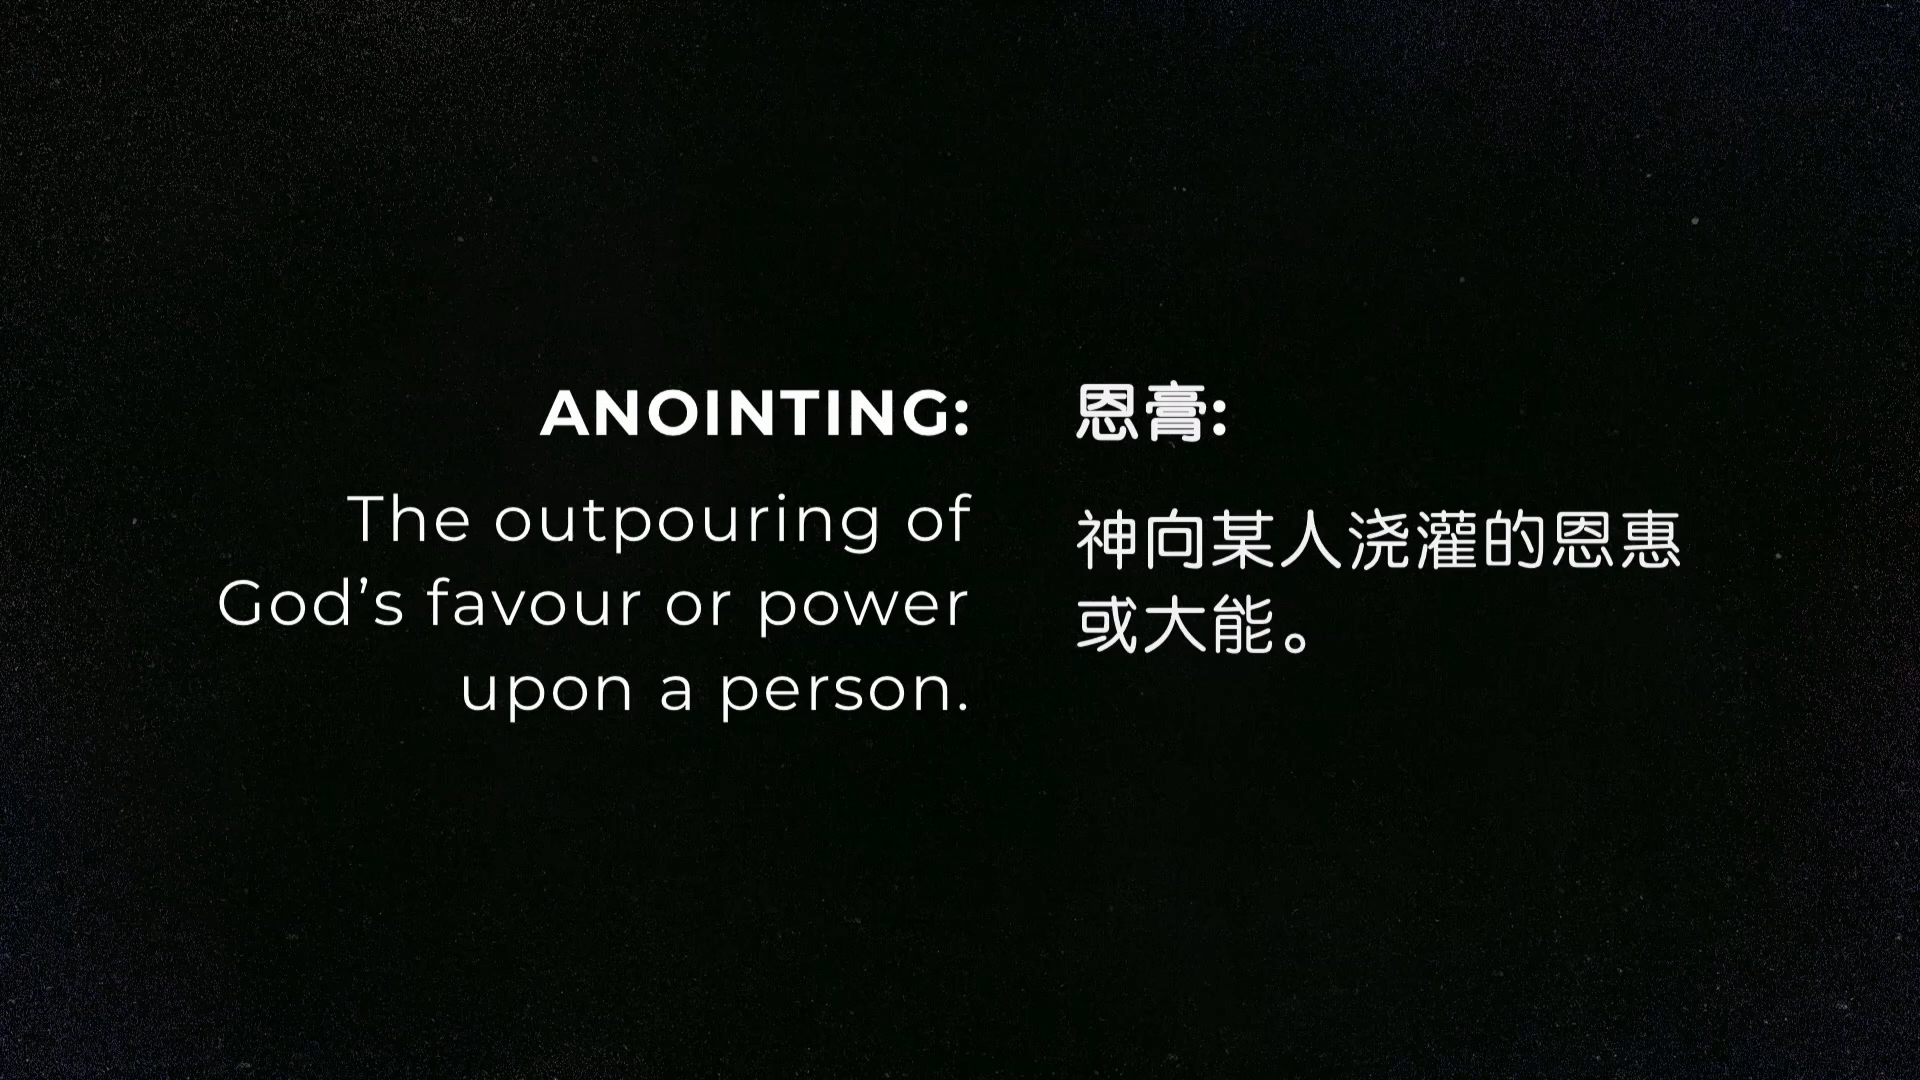 ANOINTING:
The outpouring of
God’s favour or power
upon a person.
恩膏:
神向某人浇灌的恩惠
或大能。